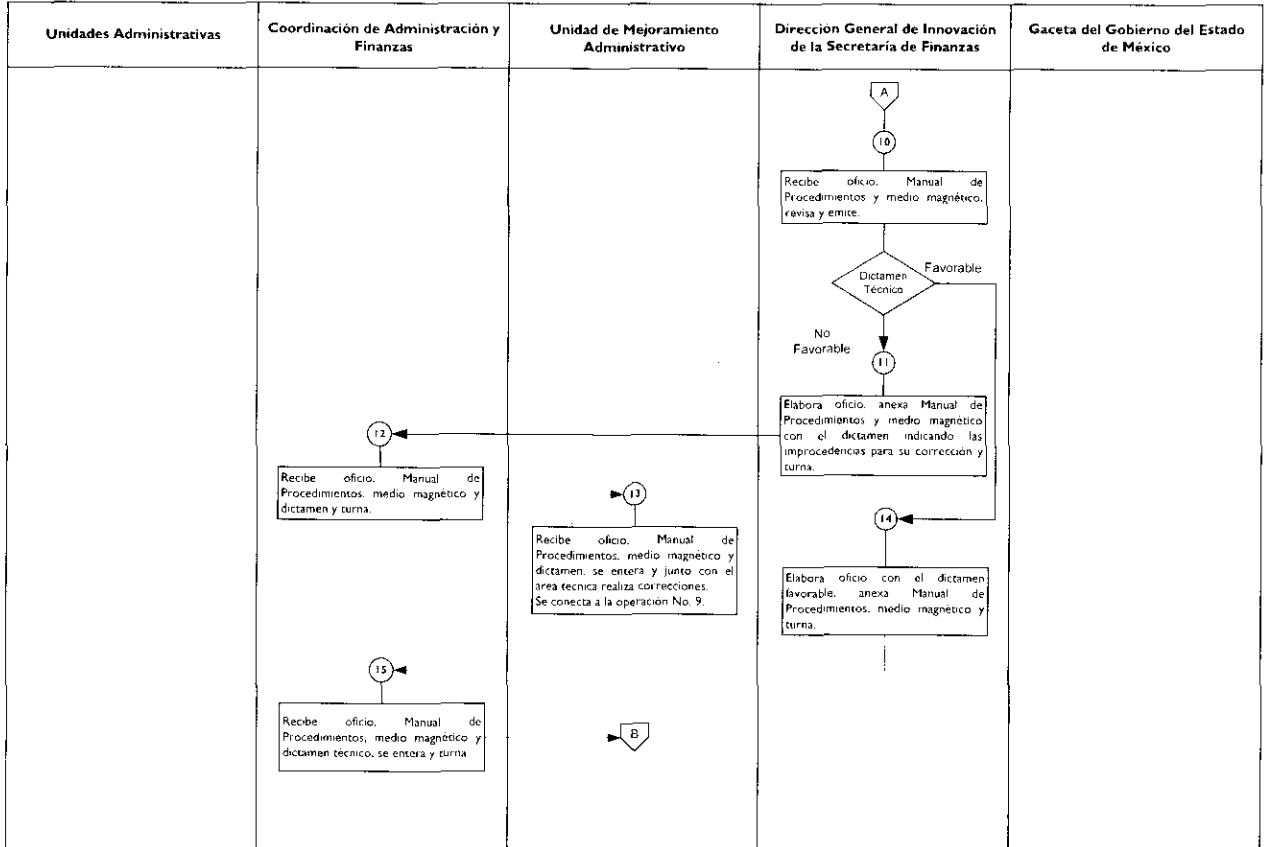 Unidades Administrativas
Coordinación de Administración y
Finanzas
Unidad de Mejoramiento
Administrativo
Dirección General de Innovación
de la Secretaría de Finanzas
Gaceta del Gobierno del Estado
de México
A
10
Recibe oficio. Manual de
Procedimientos y medio magnético.
revisa y emite.
Dictamen
Técnico
Favorable
No
Favorable
11
Elabora oficio. anexa Manual de
Procedimientos y medio magnético
con el dictamen indicando las
improcedencias para su corrección y
turna.
12
Recibe oficio. Manual de
Procedimientos. medio magnético y
dictamen y turna.
13
Recibe oficio. Manual de
Procedimientos. medio magnético y
dictamen. se entera y junto con el
area tecnica realiza correcciones.
Se conecta a la operación No. 9.
14
Elabora oficio con el dictamen
favorable. anexa Manual de
Procedimientos. medio magnético y
turna.
15
Recibe oficio. Manual de
Procedimientos, medio magnético y
dictamen técnico. se entera y turna
B